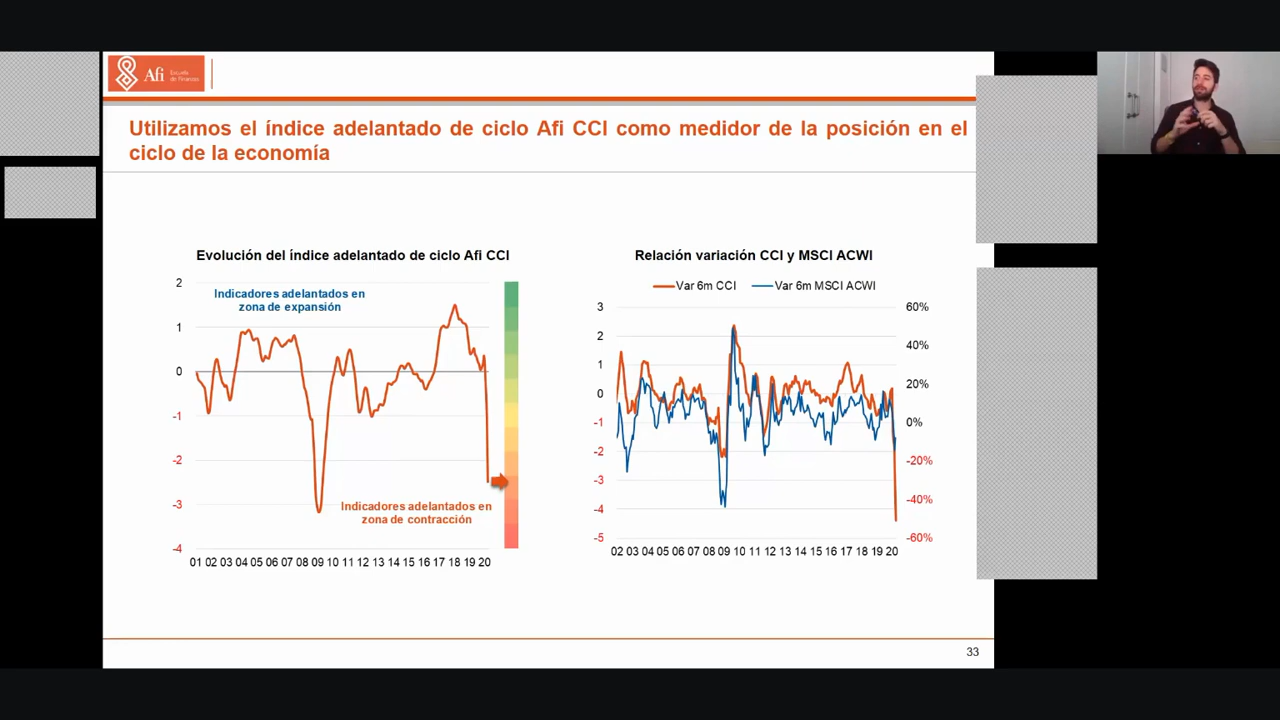 Afi Escuela de Finanzas
Utilizamos el índice adelantado de ciclo Afi CCI como medidor de la posición en el
ciclo de la economía
Evolución del índice adelantado de ciclo Afi CCI
2
1
0
-1
-2
-3
-4
Indicadores adelantados en
zona de expansión
Indicadores adelantados en
zona de contracción
01 02 03 04 05 06 07 08 09 10 11 12 13 14 15 16 17 18 19 20
Relación variación CCI y MSCI ACWI
Var 6m CCI Var 6m MSCI ACWI
3
2
1
0
-1
-2
-3
-4
-5
60%
40%
20%
0%
-20%
-40%
-60%
02 03 04 05 06 07 08 09 10 11 12 13 14 15 16 17 18 19 20
33